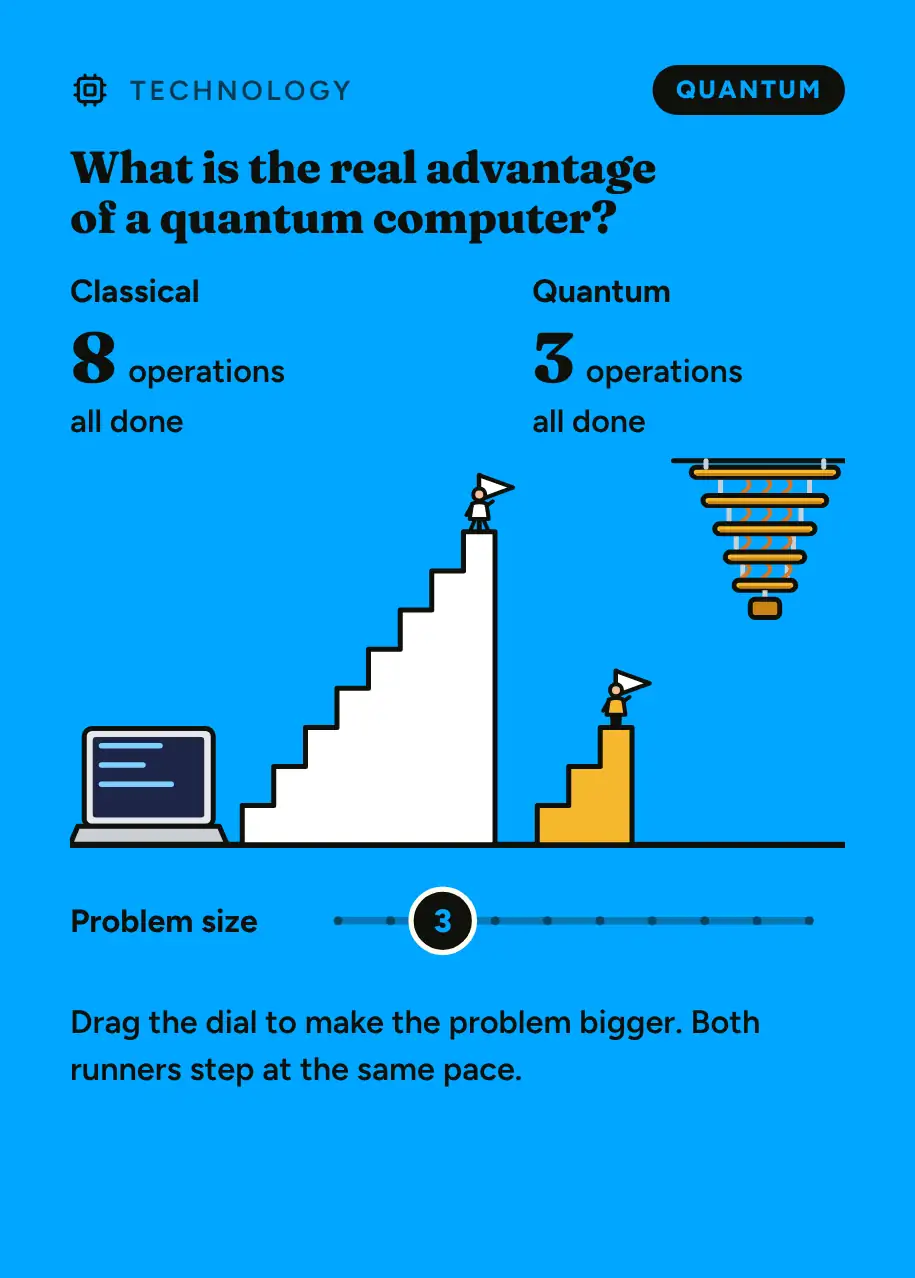 TECHNOLOGY
QUANTUM
What is the real advantage
of a quantum computer?
Classical
8 operations
all done
Quantum
3 operations
all done
Problem size
3
Drag the dial to make the problem bigger. Both
runners step at the same pace.